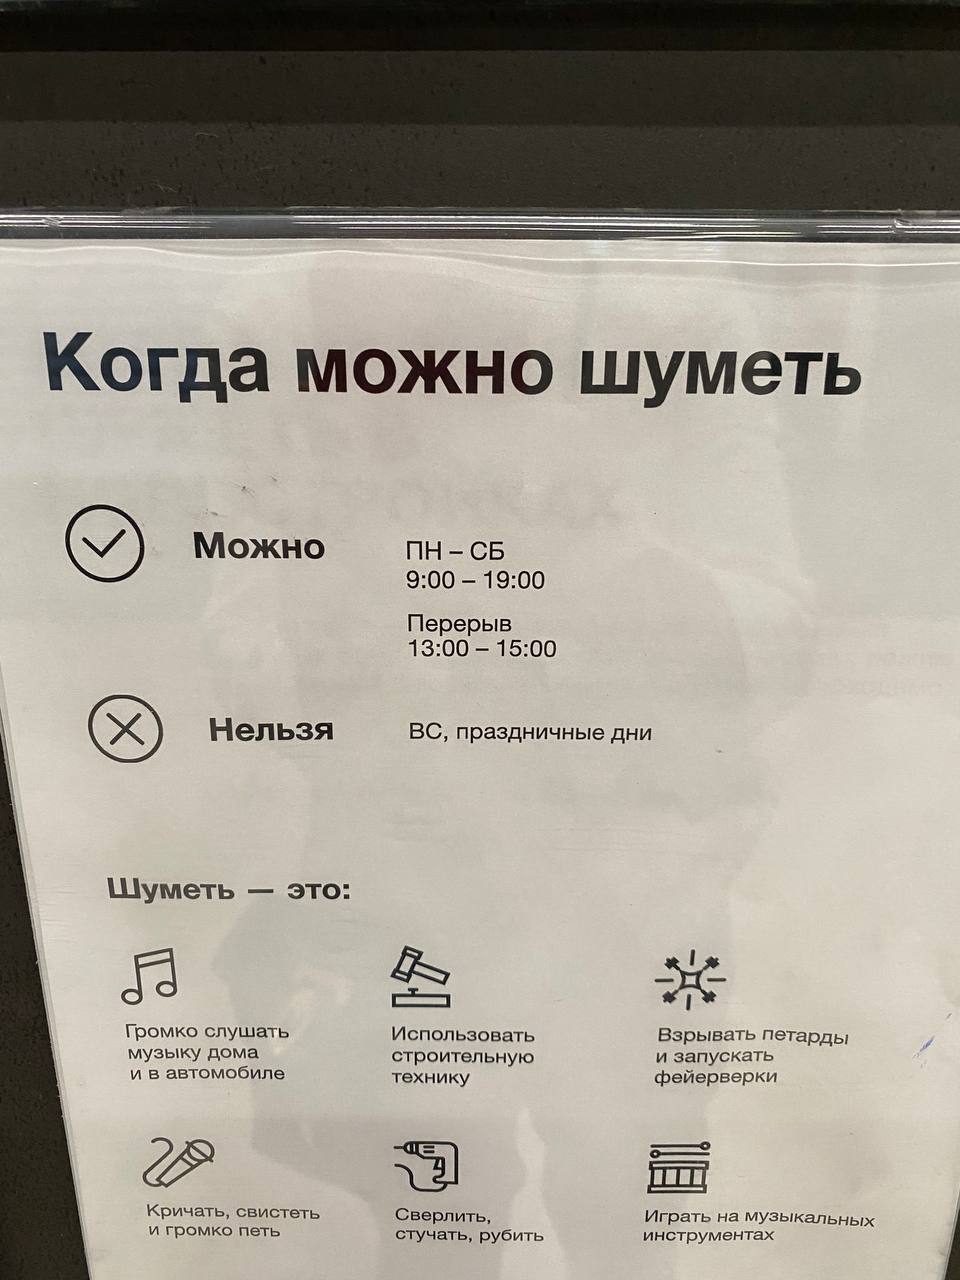 Когда можно шуметь
Можно
ПН – СБ
9:00 – 19:00
Перерыв
13:00 – 15:00
Нельзя
ВС, праздничные дни
Шуметь — это:
Громко слушать
музыку дома
и в автомобиле
Использовать
строительную
технику
Взрывать петарды
и запускать
фейерверки
Кричать, свистеть
и громко петь
Сверлить,
стучать, рубить
Играть на музыкальных
инструментах